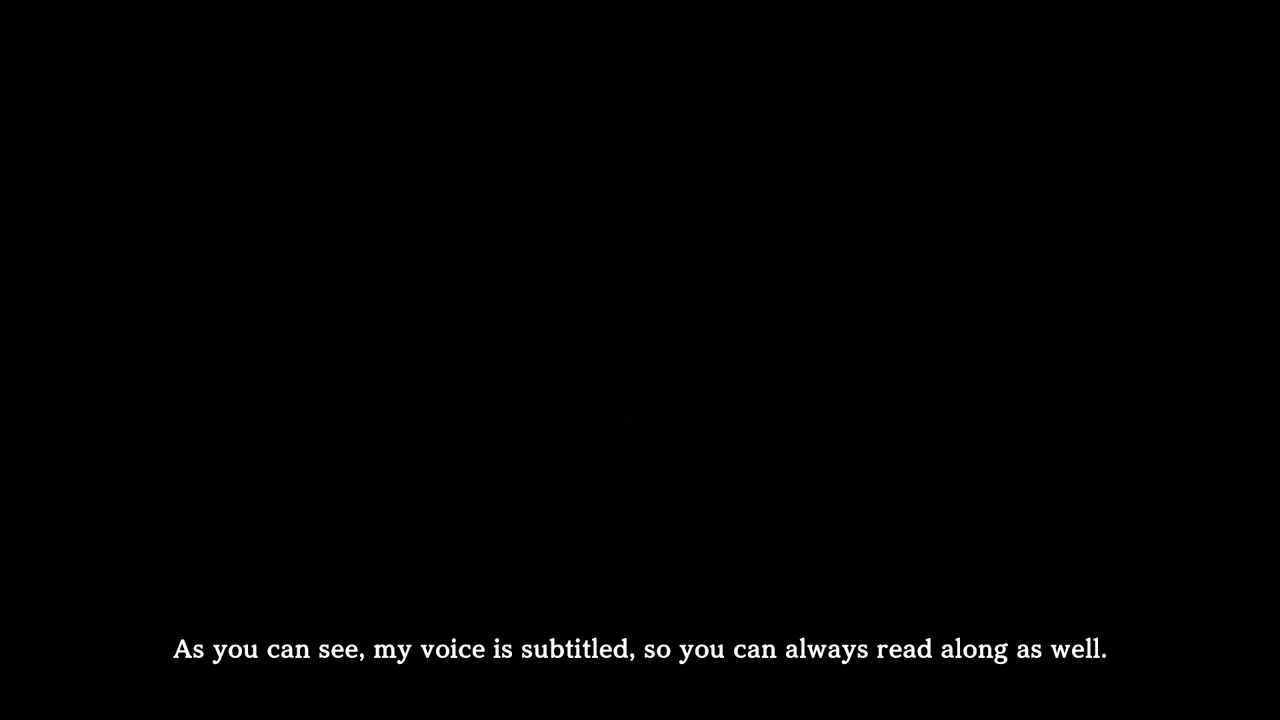 As you can see, my voice is subtitled, so you can always read along as well.